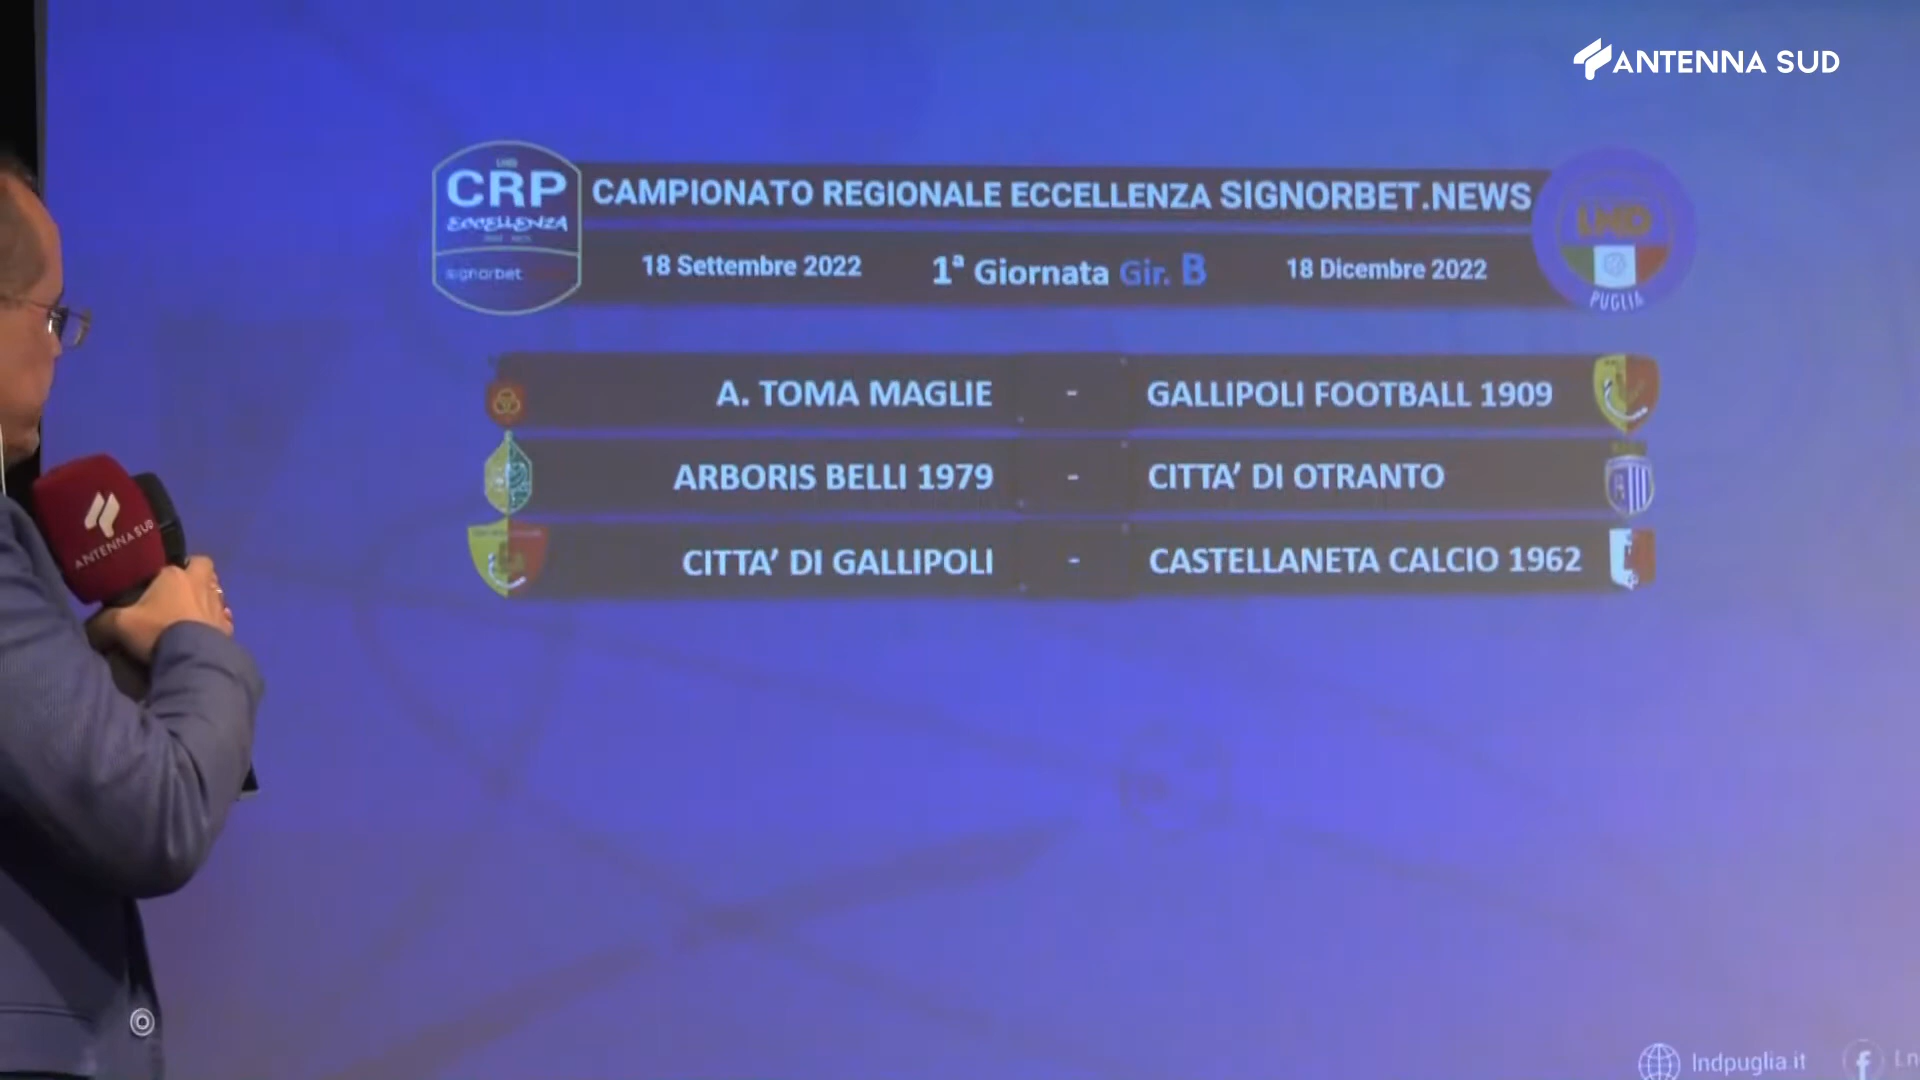 ANTENNA SUD
LND
CRP
ECCELLENZA
signorbet
CAMPIONATO REGIONALE ECCELLENZA SIGNORBET.NEWS
18 Settembre 2022
1ª Giornata Gir. B
18 Dicembre 2022
LND
PUGLIA
A. TOMA MAGLIE - GALLIPOLI FOOTBALL 1909
ARBORIS BELLI 1979 - CITTA’ DI OTRANTO
CITTA’ DI GALLIPOLI - CASTELLANETA CALCIO 1962
ANTENNA SUD
lndpuglia.it
Ln